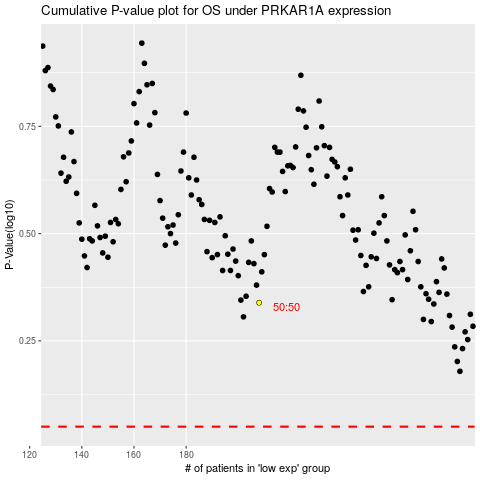 Cumulative P-value plot for OS under PRKAR1A expression
P-Value(log10)
0.75
0.50
0.25
50:50
120 140 160 180
# of patients in 'low exp' group